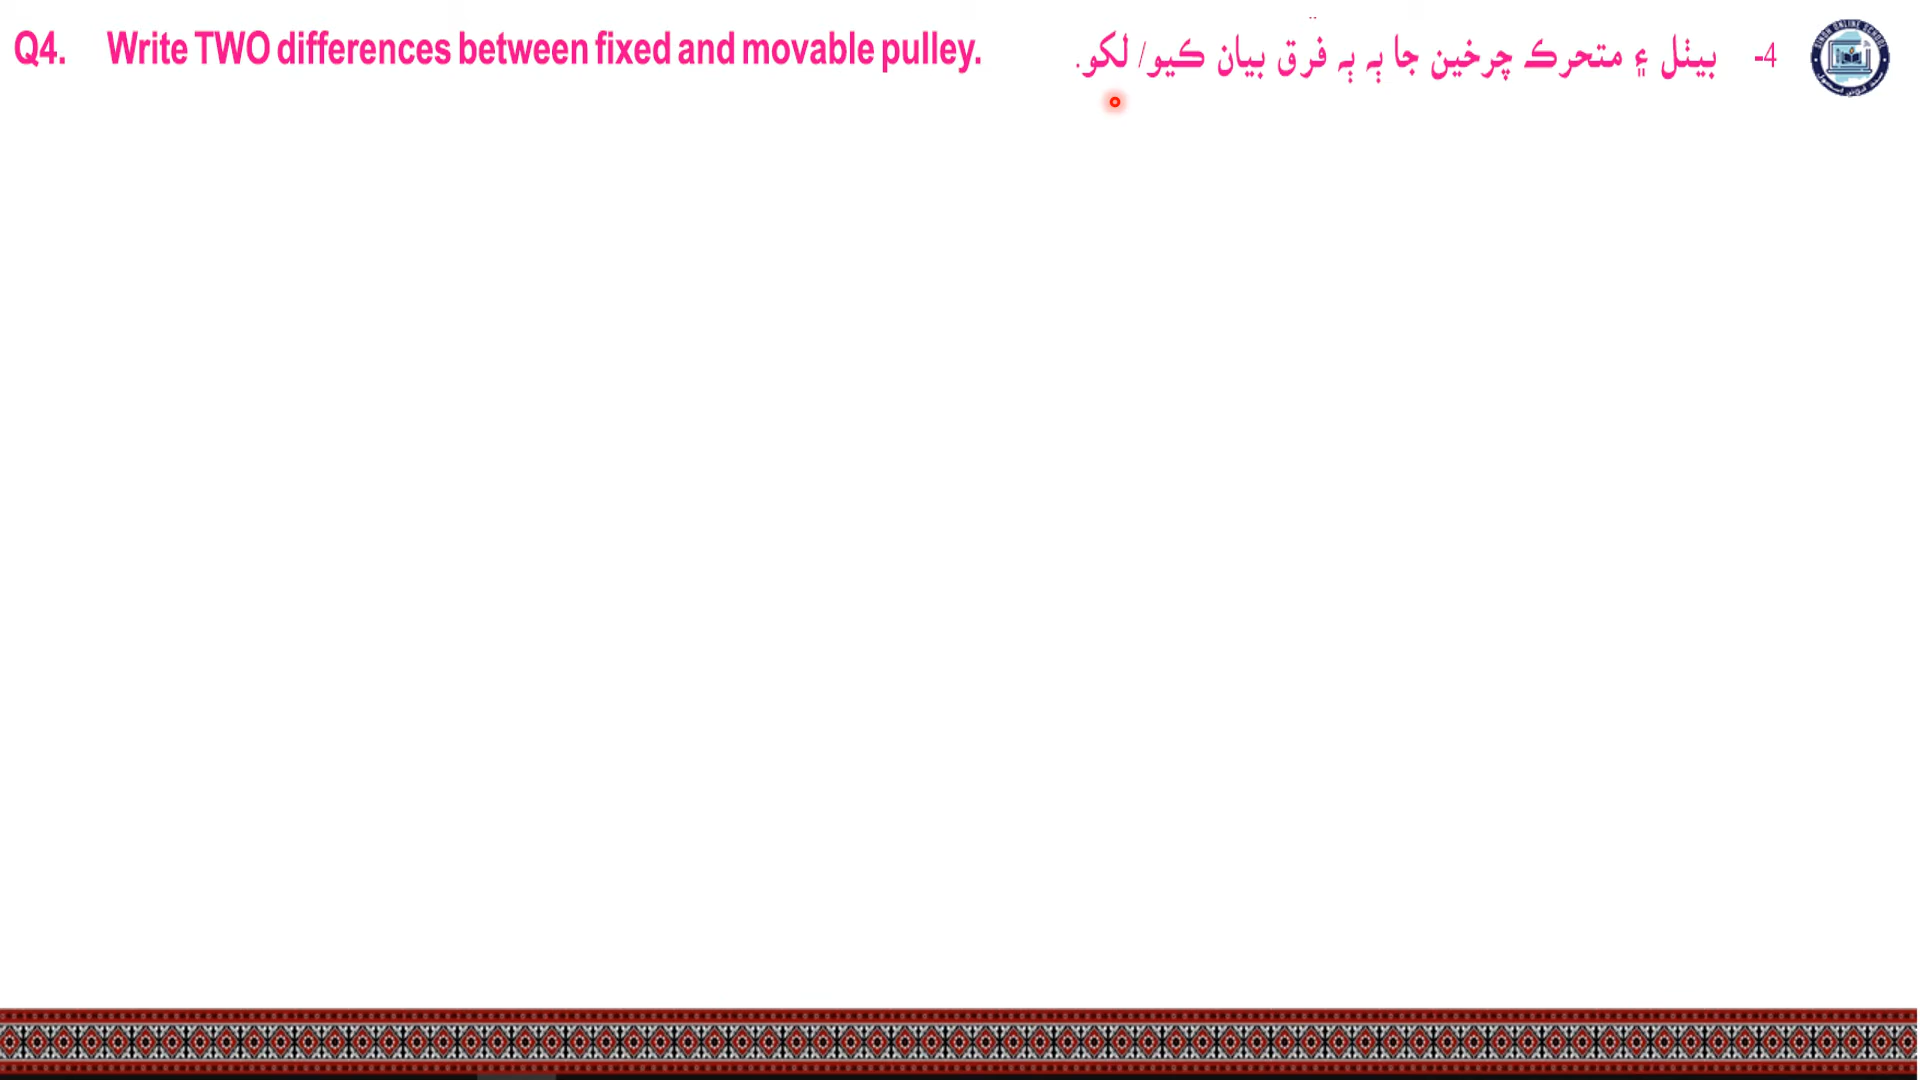 Q4. Write TWO differences between fixed and movable pulley.
4- بيٺل ۽ متحرڪ چرخين جا ٻه ٻه فرق بيان ڪيو/ لکو.